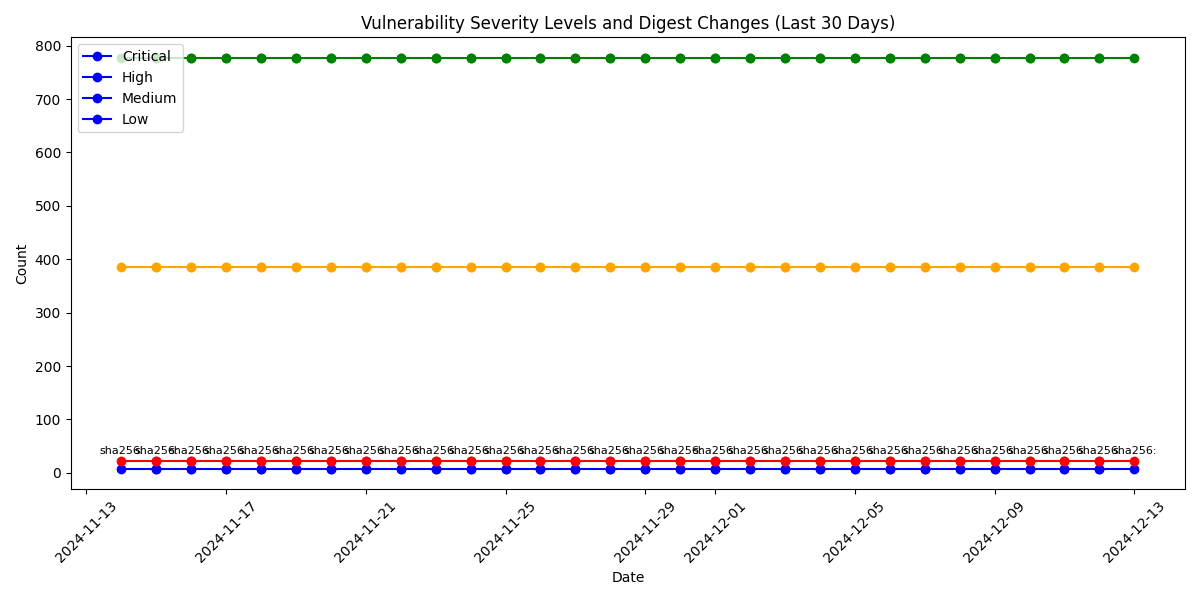 Vulnerability Severity Levels and Digest Changes (Last 30 Days)
Critical
High
Medium
Low
800
700
600
500
400
300
200
100
0
Count
sha256 sha256 sha256 sha256 sha256 sha256 sha256 sha256 sha256 sha256 sha256 sha256 sha256 sha256 sha256 sha256 sha256 sha256 sha256 sha256 sha256 sha256 sha256 sha256 sha256 sha256 sha256 sha256 sha256 sha256:
2024-11-13
2024-11-17
2024-11-21
2024-11-25
2024-11-29
2024-12-01
2024-12-05
2024-12-09
2024-12-13
Date